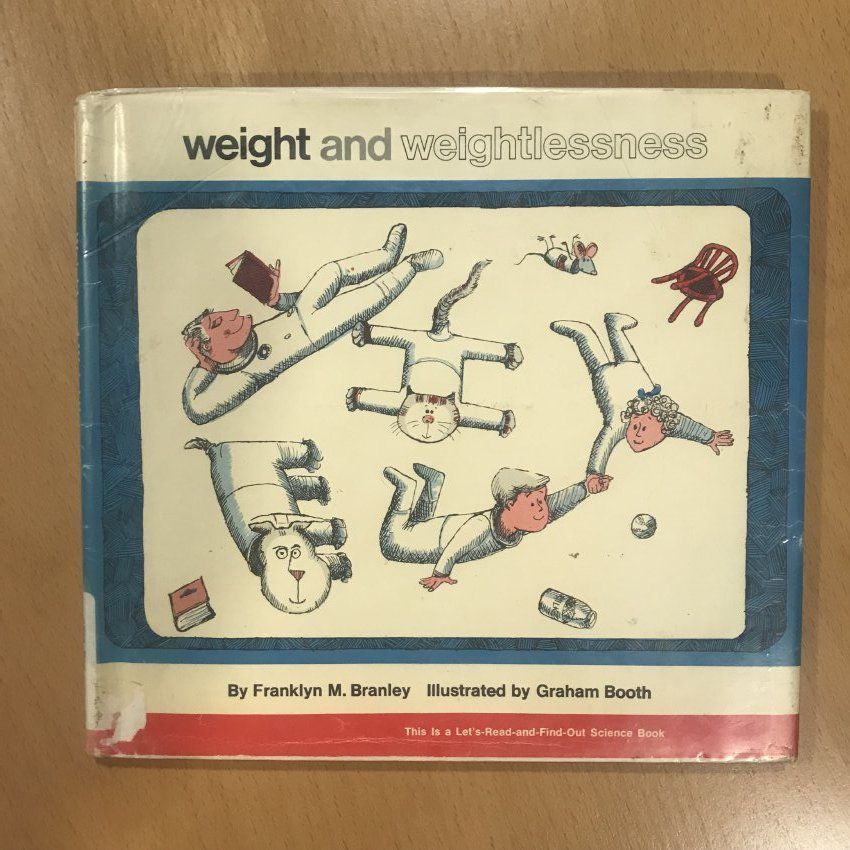 weight and weightlessness
By Franklyn M. Branley Illustrated by Graham Booth
This Is a Let's-Read-and-Find-Out Science Book